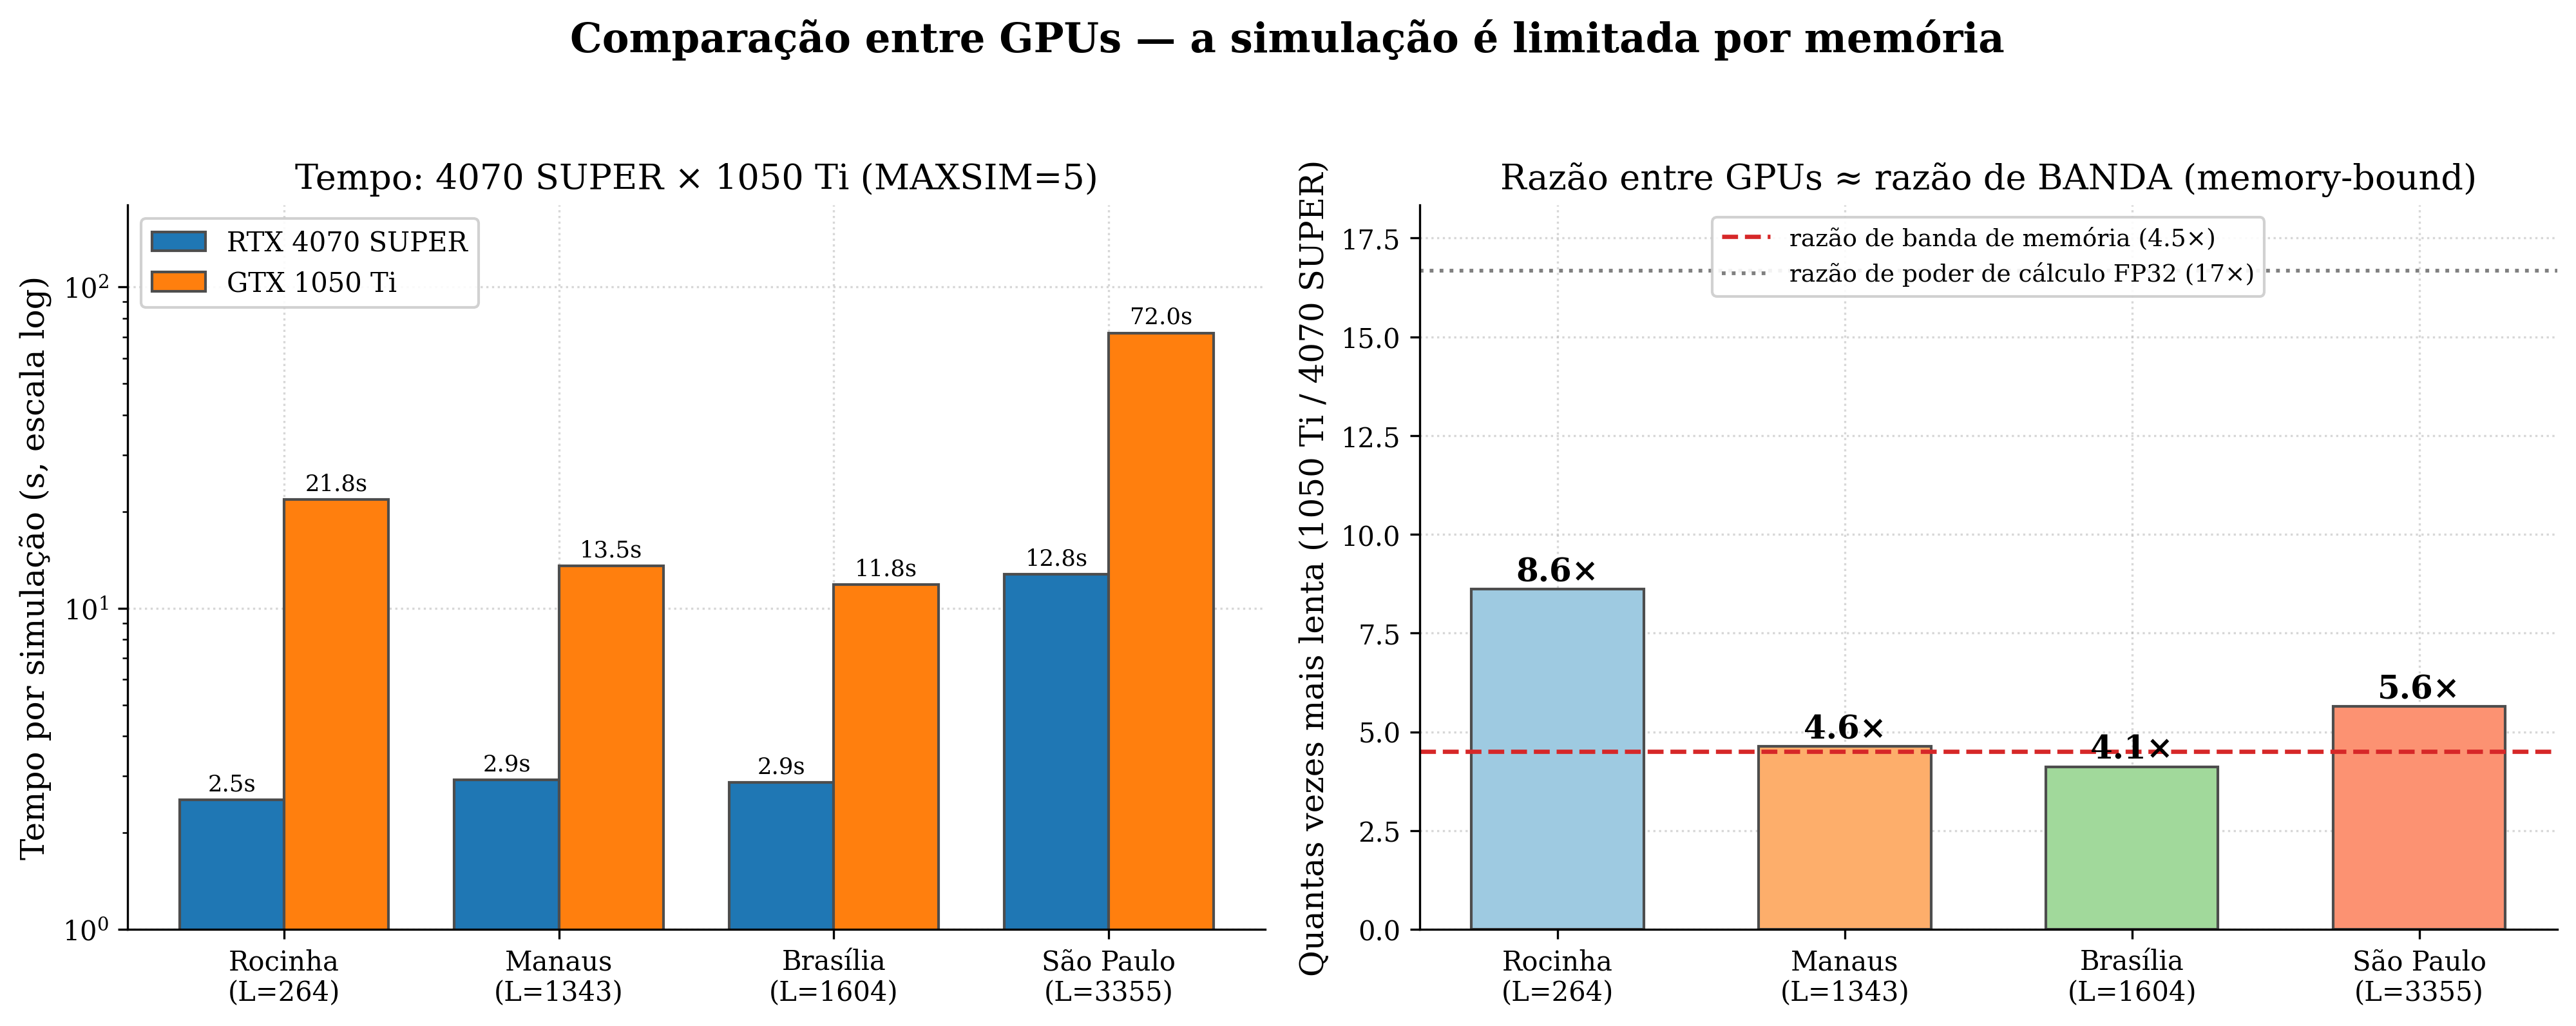 Comparação entre GPUs — a simulação é limitada por memória
Tempo: 4070 SUPER × 1050 Ti (MAXSIM=5)
Tempo por simulação (s, escala log)
RTX 4070 SUPER
GTX 1050 Ti
10²
10¹
10⁰
2.5s
21.8s
2.9s
13.5s
2.9s
11.8s
12.8s
72.0s
Rocinha
(L=264)
Manaus
(L=1343)
Brasília
(L=1604)
São Paulo
(L=3355)
Razão entre GPUs ≈ razão de BANDA (memory-bound)
Quantas vezes mais lenta (1050 Ti / 4070 SUPER)
razão de banda de memória (4.5×)
razão de poder de cálculo FP32 (17×)
17.5
15.0
12.5
10.0
7.5
5.0
2.5
0.0
8.6×
4.6×
4.1×
5.6×
Rocinha
(L=264)
Manaus
(L=1343)
Brasília
(L=1604)
São Paulo
(L=3355)